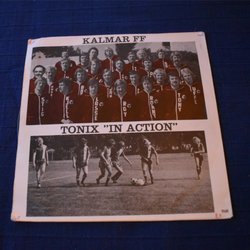 KALMAR FF
TONIX "IN ACTION"